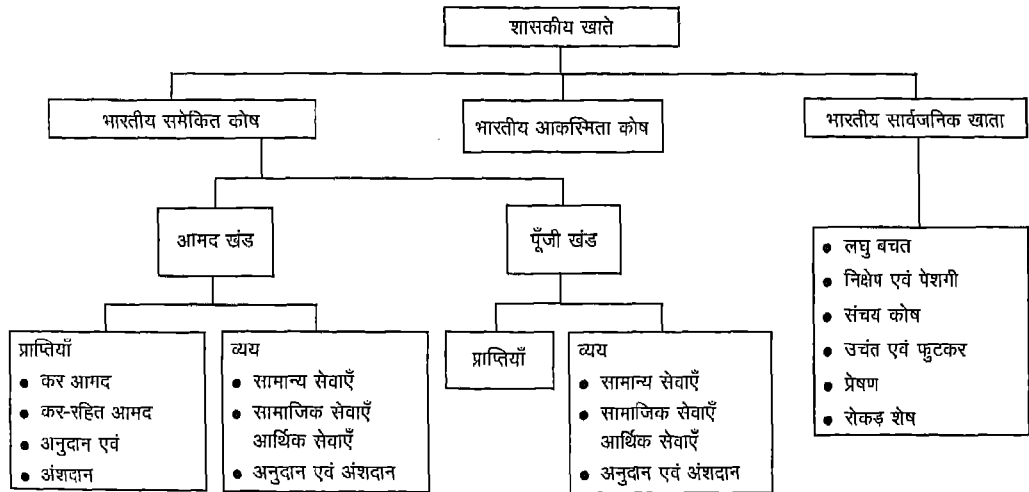 शासकीय खाते
भारतीय समेकित कोष
भारतीय आकस्मिता कोष
भारतीय सार्वजनिक खाता
आमद खंड
पूँजी खंड
प्राप्तियाँ
• कर आगद
• कर-रहित आमद
• अनुदान एवं
• अंशदान
व्यय
• सामान्य सेवाएँ
• सामाजिक सेवाएँ
आर्थिक सेवाएँ
• अनुदान एवं अंशदान
प्राप्तियाँ
व्यय
• सामान्य सेवाएँ
• सामाजिक सेवाएँ
आर्थिक सेवाएँ
• अनुदान एवं अंशदान
• लघु बचत
• निक्षेप एवं पेशगी
• संचय कोष
• उचंत एवं फुटकर
• प्रेषण
• रोकड़ शेष